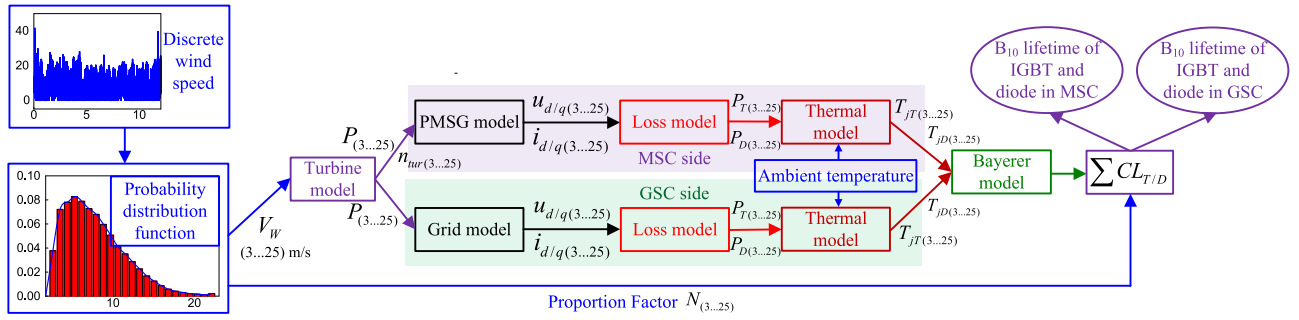 40
20
0
0
5
10
Discrete
wind
speed
0.10
0.08
0.06
0.04
0.02
0.00
10
20
Probability
distribution
function
V_W
(3...25) m/s
Turbine
model
P_(3...25)
n_tur(3...25)
P_(3...25)
PMSG model
u_d/q(3...25)
i_d/q(3...25)
Loss model
P_T(3...25)
P_D(3...25)
Thermal
model
MSC side
T_jT(3...25)
T_jD(3...25)
Ambient temperature
GSC side
Grid model
u_d/q(3...25)
i_d/q(3...25)
Loss model
P_T(3...25)
P_D(3...25)
Thermal
model
T_jD(3...25)
T_jT(3...25)
Bayerer
model
∑ CL_T/D
B10 lifetime of
IGBT and
diode in MSC
B10 lifetime of
IGBT and
diode in GSC
Proportion Factor N_(3...25)